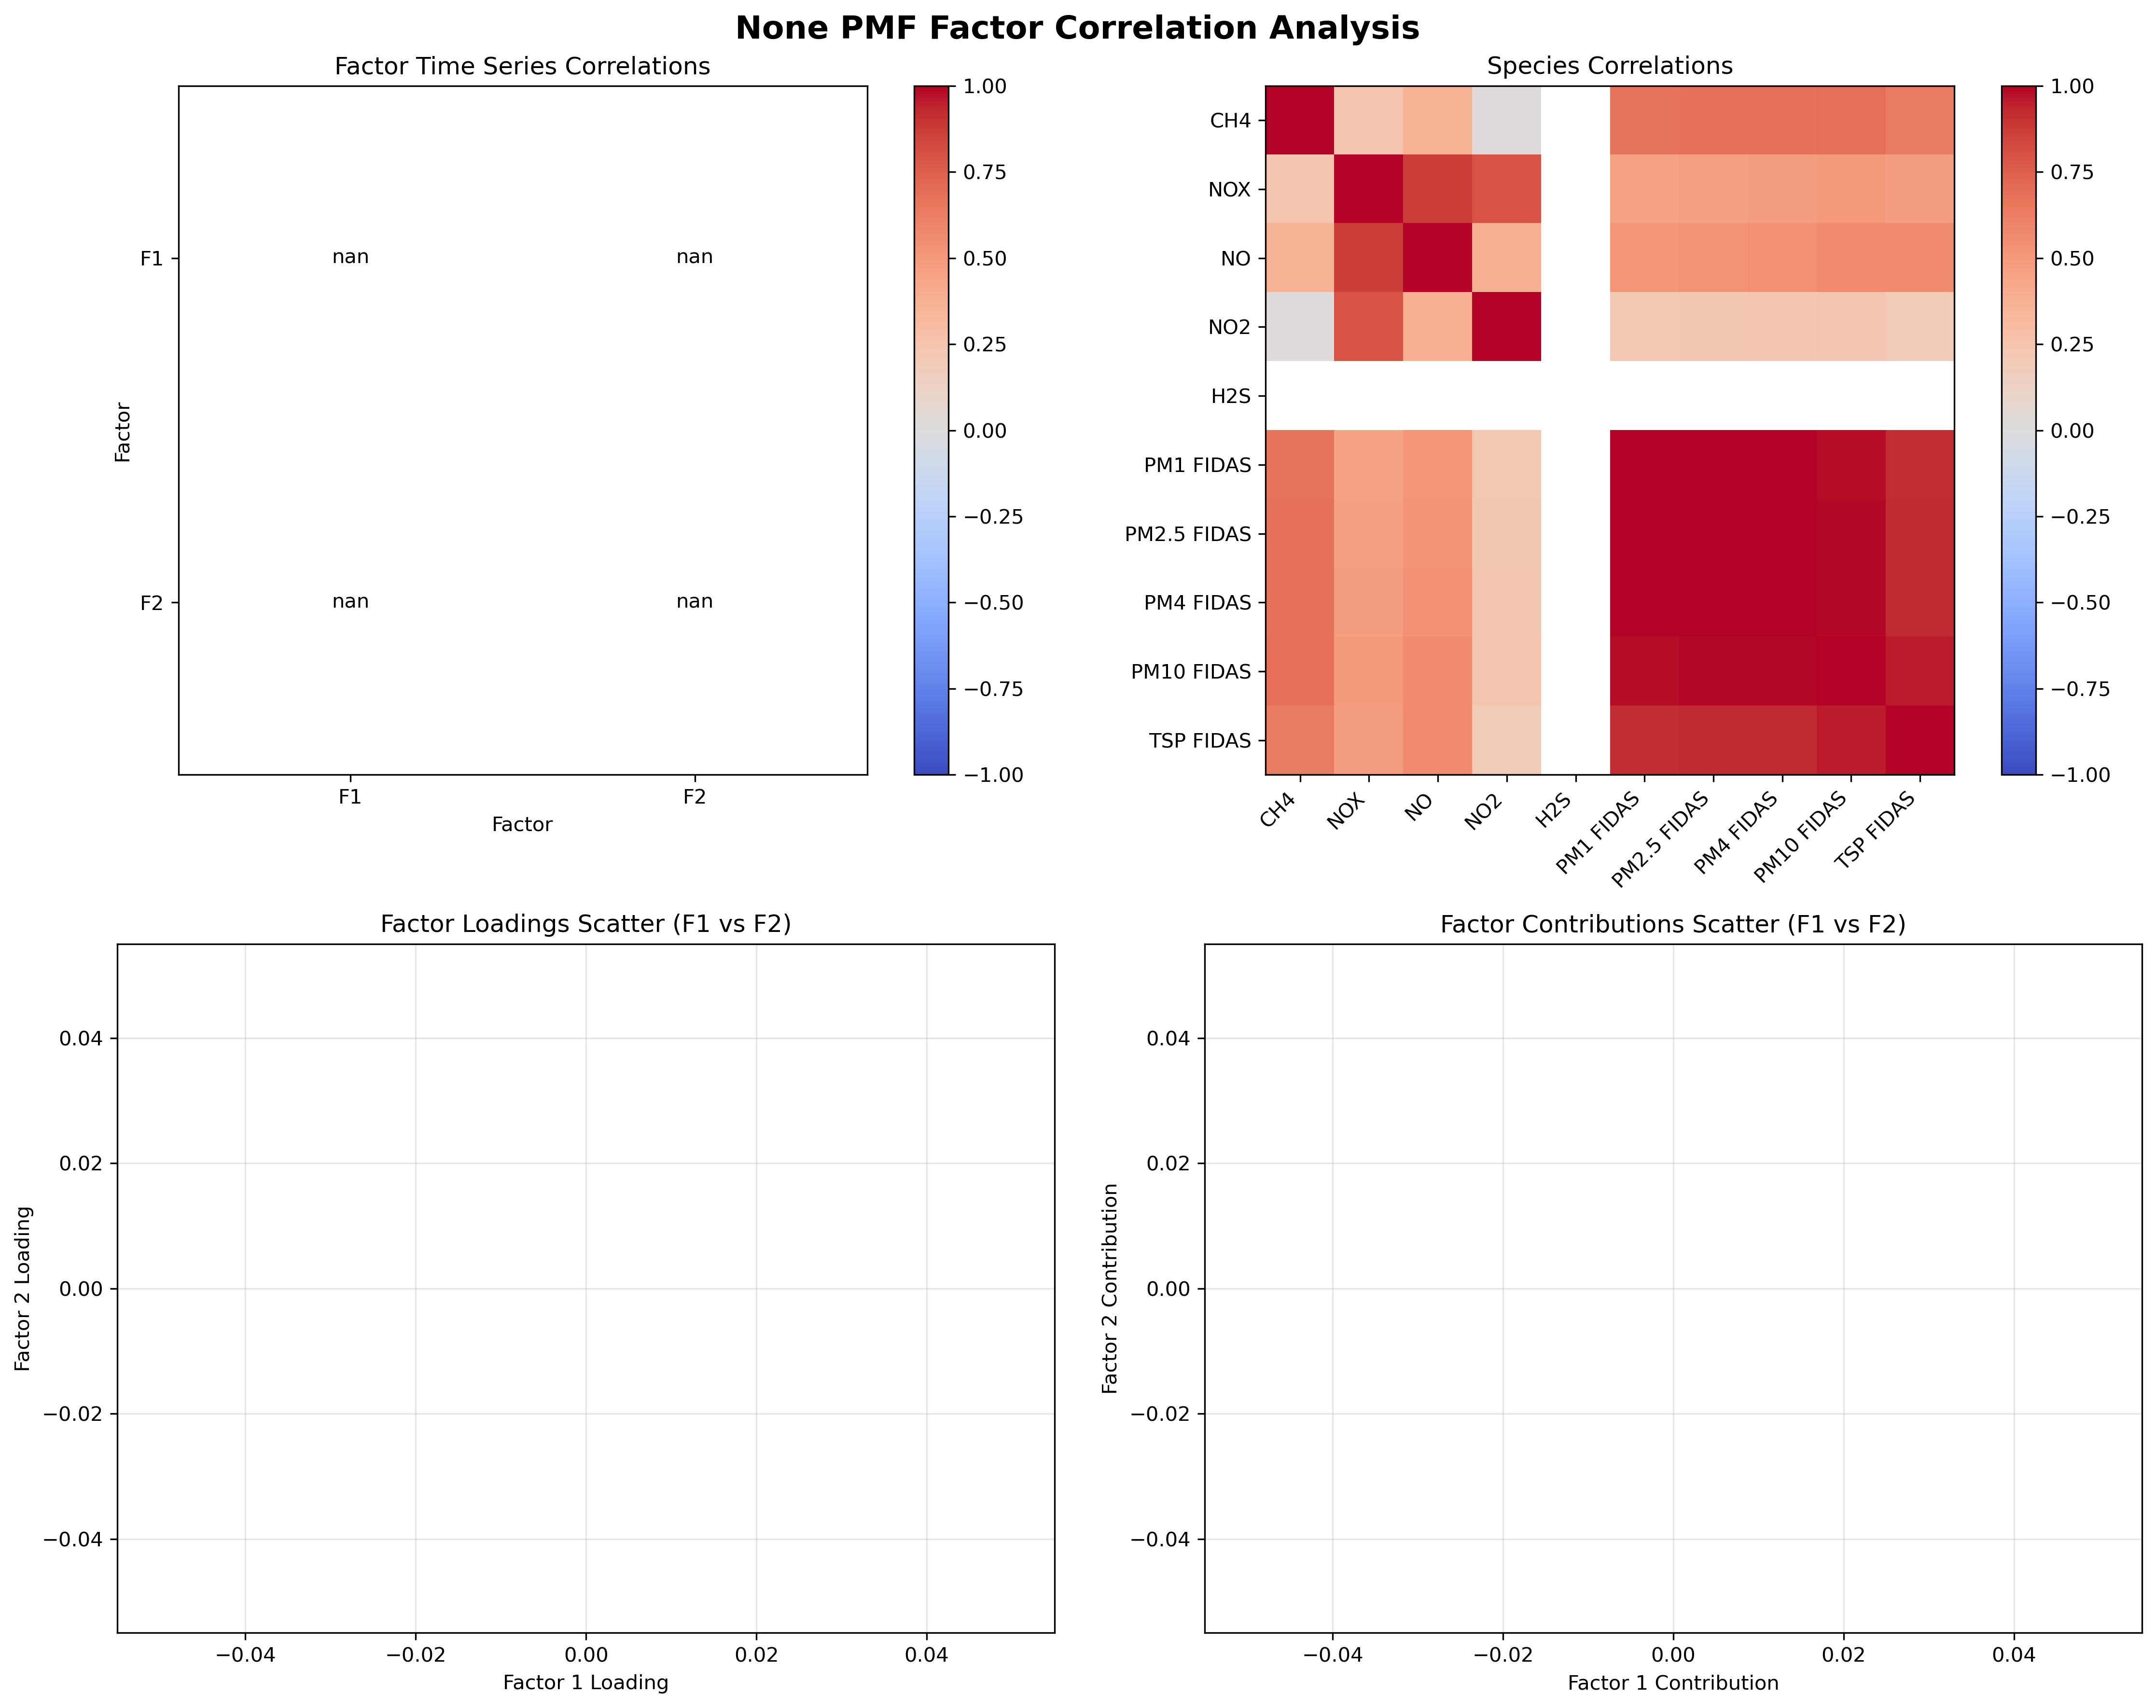 None PMF Factor Correlation Analysis
Factor Time Series Correlations
F1
F2
Factor
nan nan
nan nan
F1 F2
Factor
1.00
0.75
0.50
0.25
0.00
−0.25
−0.50
−0.75
−1.00
Species Correlations
CH4
NOX
NO
NO2
H2S
PM1 FIDAS
PM2.5 FIDAS
PM4 FIDAS
PM10 FIDAS
TSP FIDAS
CH4
NOX
NO
NO2
H2S
PM1 FIDAS
PM2.5 FIDAS
PM4 FIDAS
PM10 FIDAS
TSP FIDAS
1.00
0.75
0.50
0.25
0.00
−0.25
−0.50
−0.75
−1.00
Factor Loadings Scatter (F1 vs F2)
Factor 2 Loading
0.04
0.02
0.00
−0.02
−0.04
−0.04 −0.02 0.00 0.02 0.04
Factor 1 Loading
Factor Contributions Scatter (F1 vs F2)
Factor 2 Contribution
0.04
0.02
0.00
−0.02
−0.04
−0.04 −0.02 0.00 0.02 0.04
Factor 1 Contribution